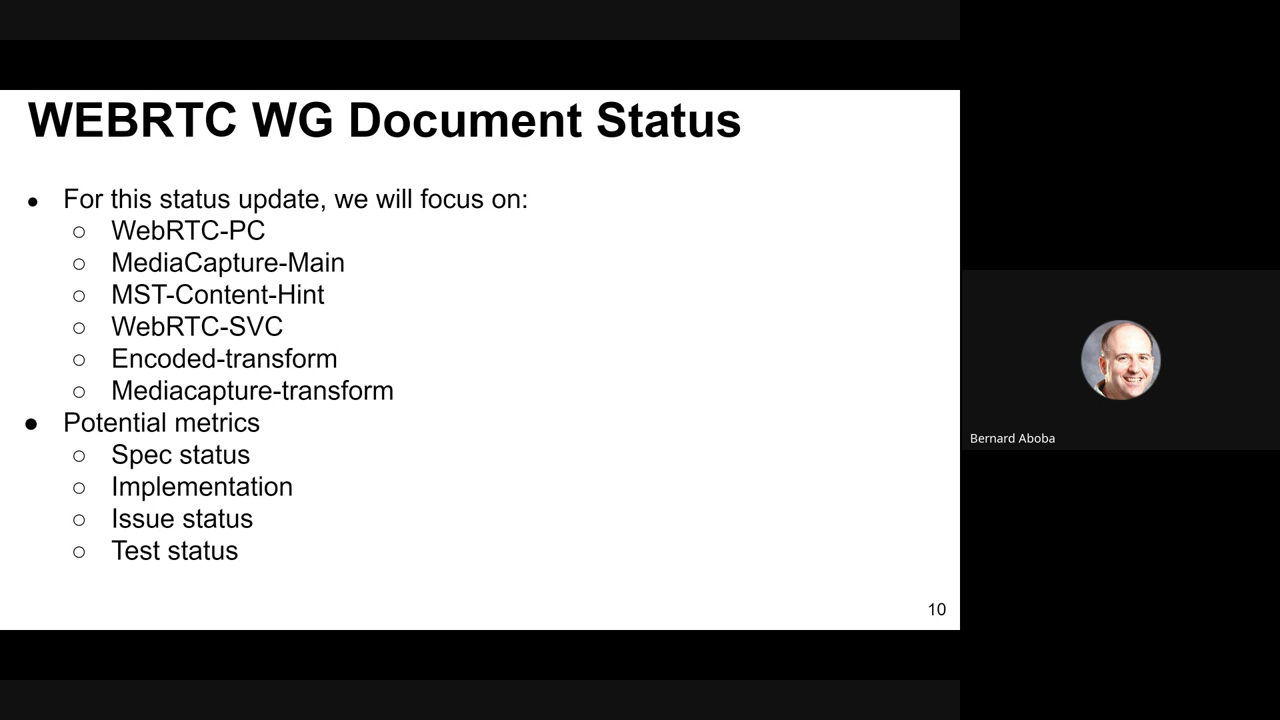 WEBRTC WG Document Status
● For this status update, we will focus on:
○ WebRTC-PC
○ MediaCapture-Main
○ MST-Content-Hint
○ WebRTC-SVC
○ Encoded-transform
○ Mediacapture-transform
● Potential metrics
○ Spec status
○ Implementation
○ Issue status
○ Test status
10
Bernard Aboba